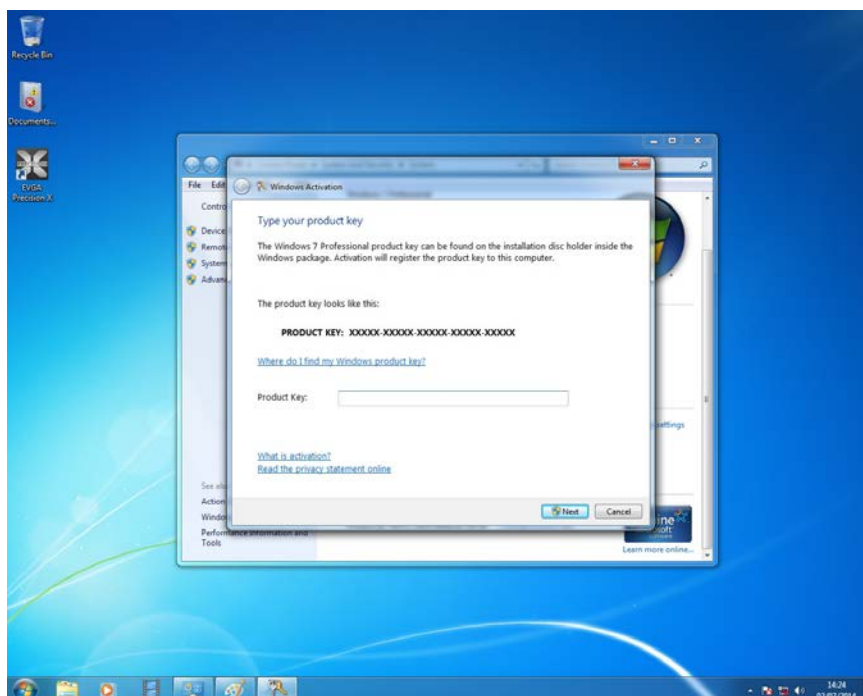 Recycle Bin
Documents...
EVGA
Precision X
File Edit
Windows Activation
Type your product key
The Windows 7 Professional product key can be found on the installation disc holder inside the
Windows package. Activation will register the product key to this computer.
The product key looks like this:
PRODUCT KEY: XXXXX-XXXXX-XXXXX-XXXXX-XXXXX
Where do I find my Windows product key?
Product Key:
What is activation?
Read the privacy statement online
Next
Cancel
Contro
Device
Remot
System
Advan
settings
See als
Action
Windo
Performance Information and
Tools
Learn more online...
14:24